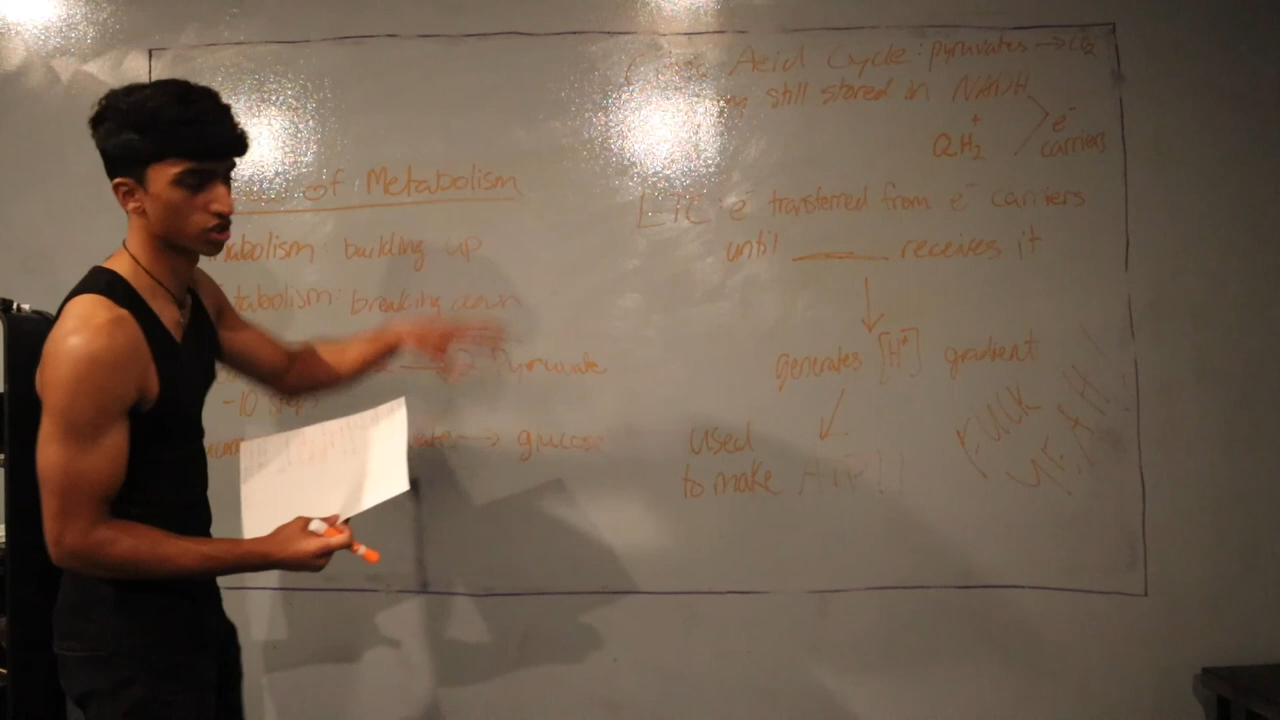 of Metabolism
abolism: building up
tabolism: breaking down
→ 2 Pyruvate
~10 steps
→ glucose
Acid Cycle: pyruvates → CO2
still stored in NADH
+
QH2
e- carriers
ETC: e- transferred from e- carriers
until ____ receives it
↓
generates [H+] gradient
↓
used
to make ATP!!
FUCK
YEAH!